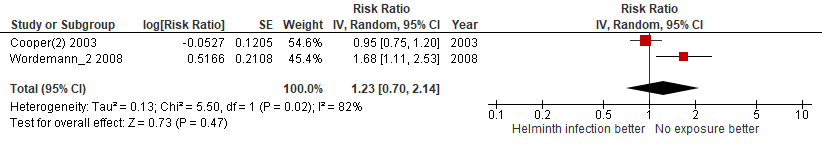 Risk Ratio Risk Ratio
Study or Subgroup log[Risk Ratio] SE Weight IV, Random, 95% CI Year IV, Random, 95% CI
Cooper(2) 2003 -0.0527 0.1205 54.6% 0.95 [0.75, 1.20] 2003
Wordemann_2 2008 0.5166 0.2108 45.4% 1.68 [1.11, 2.53] 2008
Total (95% CI) 100.0% 1.23 [0.70, 2.14]
Heterogeneity: Tau² = 0.13; Chi² = 5.50, df = 1 (P = 0.02); I² = 82%
Test for overall effect: Z = 0.73 (P = 0.47)
0.1 0.2 0.5 1 2 5 10
Helminth infection better No exposure better